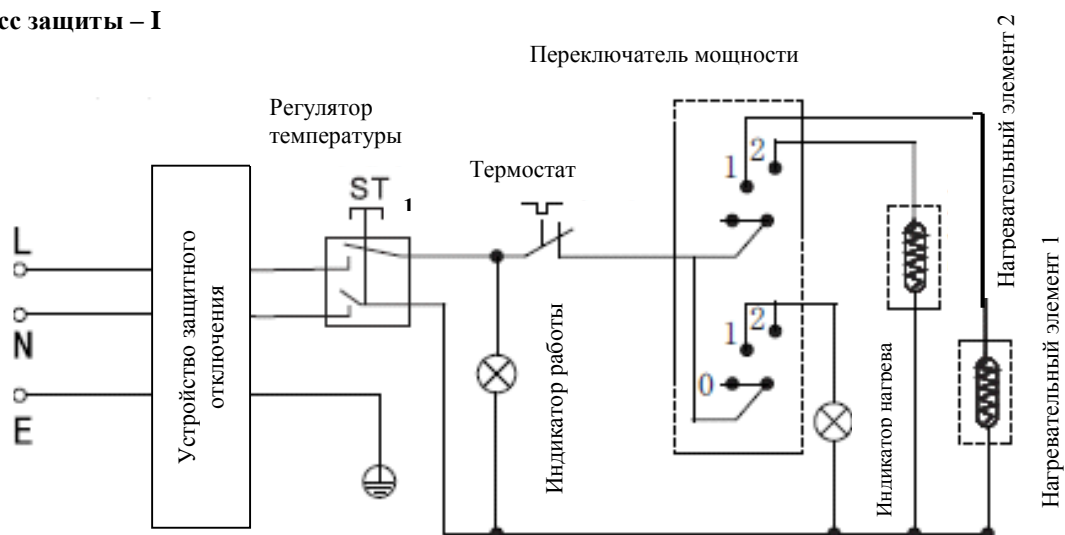 сс защиты – I
Переключатель мощности
Регулятор
температуры
Термостат
ST
1
L
N
E
Устройство защитного
отключения
Индикатор работы
1
2
1
2
0
Индикатор нагрева
Нагревательный элемент 2
Нагревательный элемент 1